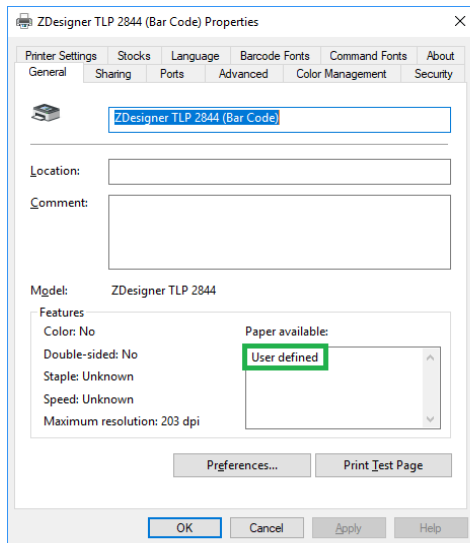 ZDesigner TLP 2844 (Bar Code) Properties
Printer Settings Stocks Language Barcode Fonts Command Fonts About
General Sharing Ports Advanced Color Management Security
ZDesigner TLP 2844 (Bar Code)
Location:
Comment:
Model: ZDesigner TLP 2844
Features
Color: No Paper available:
Double-sided: No User defined
Staple: Unknown
Speed: Unknown
Maximum resolution: 203 dpi
Preferences... Print Test Page
OK Cancel Apply Help